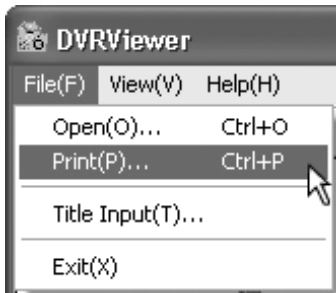 DVRViewer
File(F) View(V) Help(H)
Open(O)... Ctrl+O
Print(P)... Ctrl+P
Title Input(T)...
Exit(X)